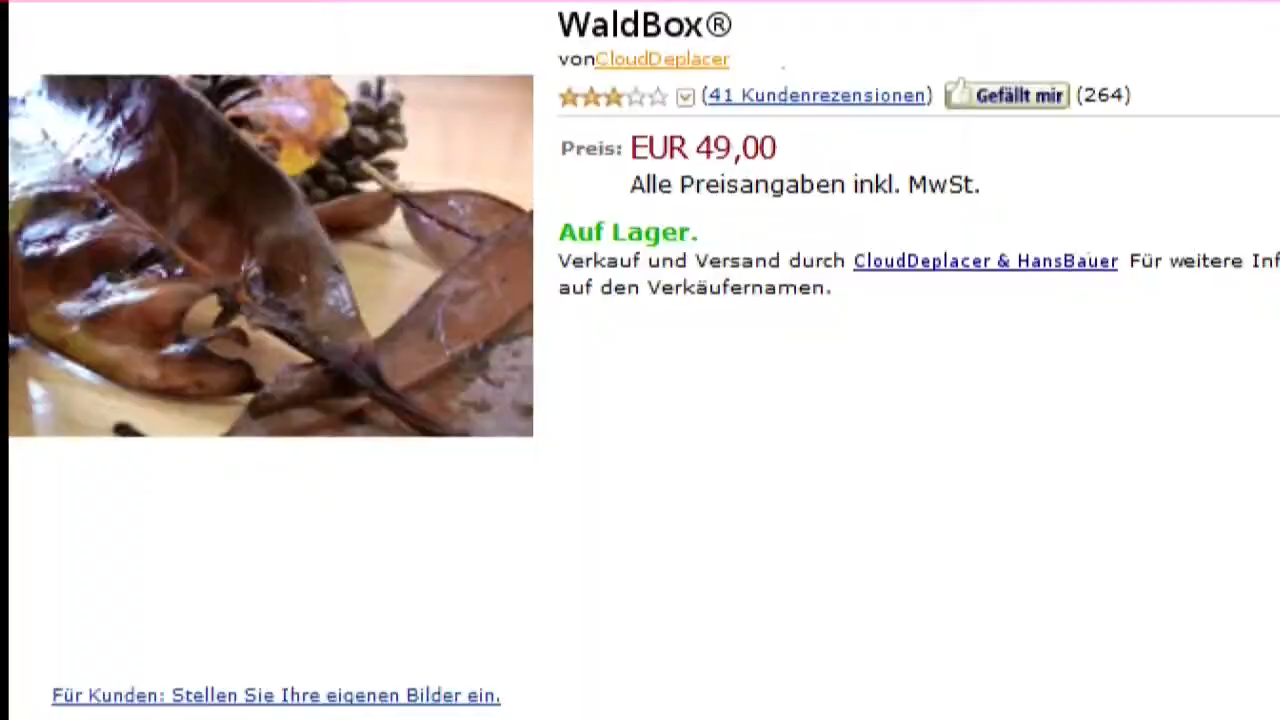 WaldBox®
vonCloudDeplacer
(41 Kundenrezensionen) Gefällt mir (264)
Preis: EUR 49,00
Alle Preisangaben inkl. MwSt.
Auf Lager.
Verkauf und Versand durch CloudDeplacer & HansBauer Für weitere Inf
auf den Verkäufernamen.
Für Kunden: Stellen Sie Ihre eigenen Bilder ein.